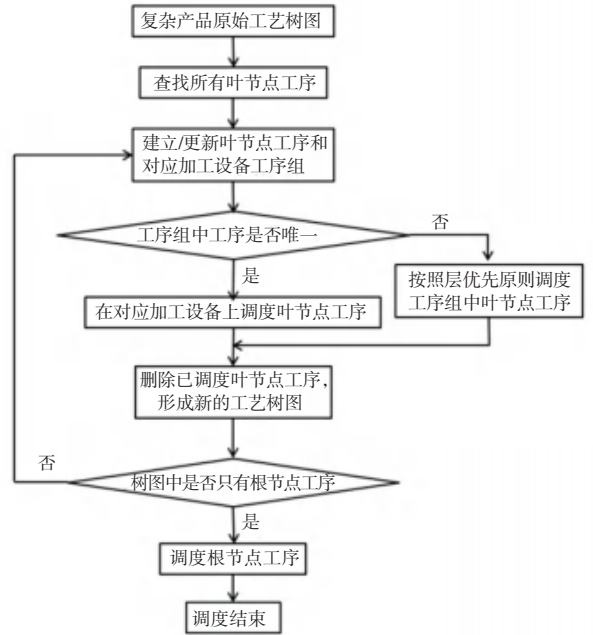 复杂产品原始工艺树图
查找所有叶节点工序
建立/更新叶节点工序和
对应加工设备工序组
工序组中工序是否唯一
否
是
按照层优先原则调度
工序组中叶节点工序
在对应加工设备上调度叶节点工序
删除已调度叶节点工序,
形成新的工艺树图
否
树图中是否只有根节点工序
是
调度根节点工序
调度结束